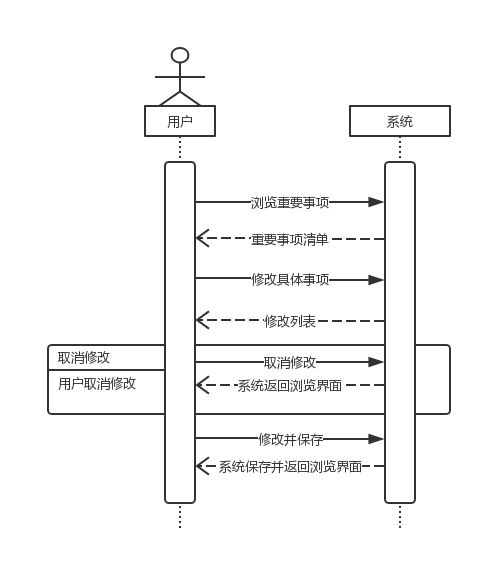 用户
系统
浏览重要事项
重要事项清单
修改具体事项
修改列表
取消修改
取消修改
用户取消修改
系统返回浏览界面
修改并保存
系统保存并返回浏览界面